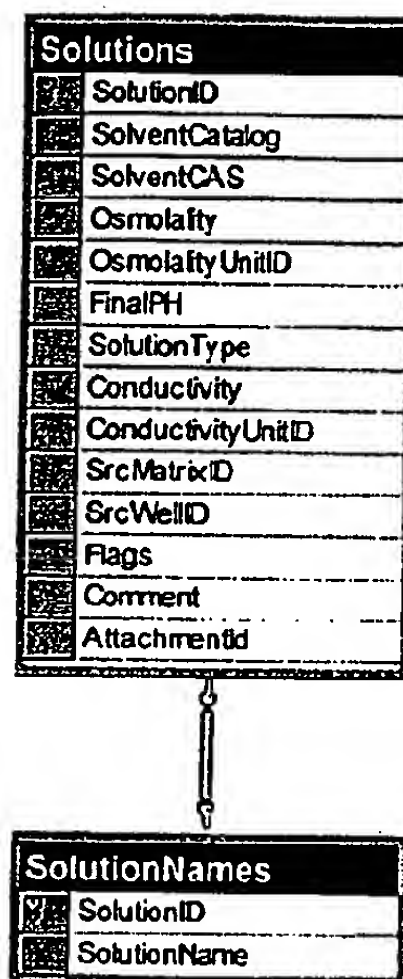 Solutions
SolutionID
SolventCatalog
SolventCAS
Osmolality
OsmolalityUnitID
FinalPH
SolutionType
Conductivity
ConductivityUnitID
SrcMatrixID
SrcWellID
Flags
Comment
AttachmentId
SolutionNames
SolutionID
SolutionName